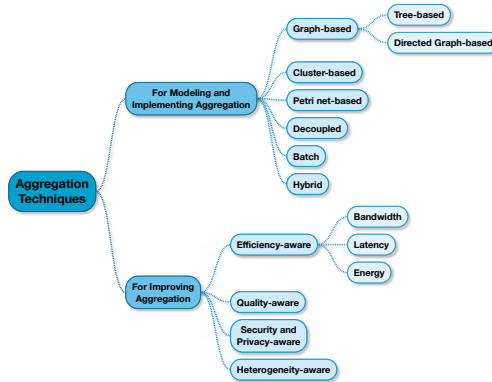 Aggregation
Techniques
For Modeling and
Implementing Aggregation
Graph-based
Tree-based
Directed Graph-based
Cluster-based
Petri net-based
Decoupled
Batch
Hybrid
For Improving
Aggregation
Efficiency-aware
Bandwidth
Latency
Energy
Quality-aware
Security and
Privacy-aware
Heterogeneity-aware